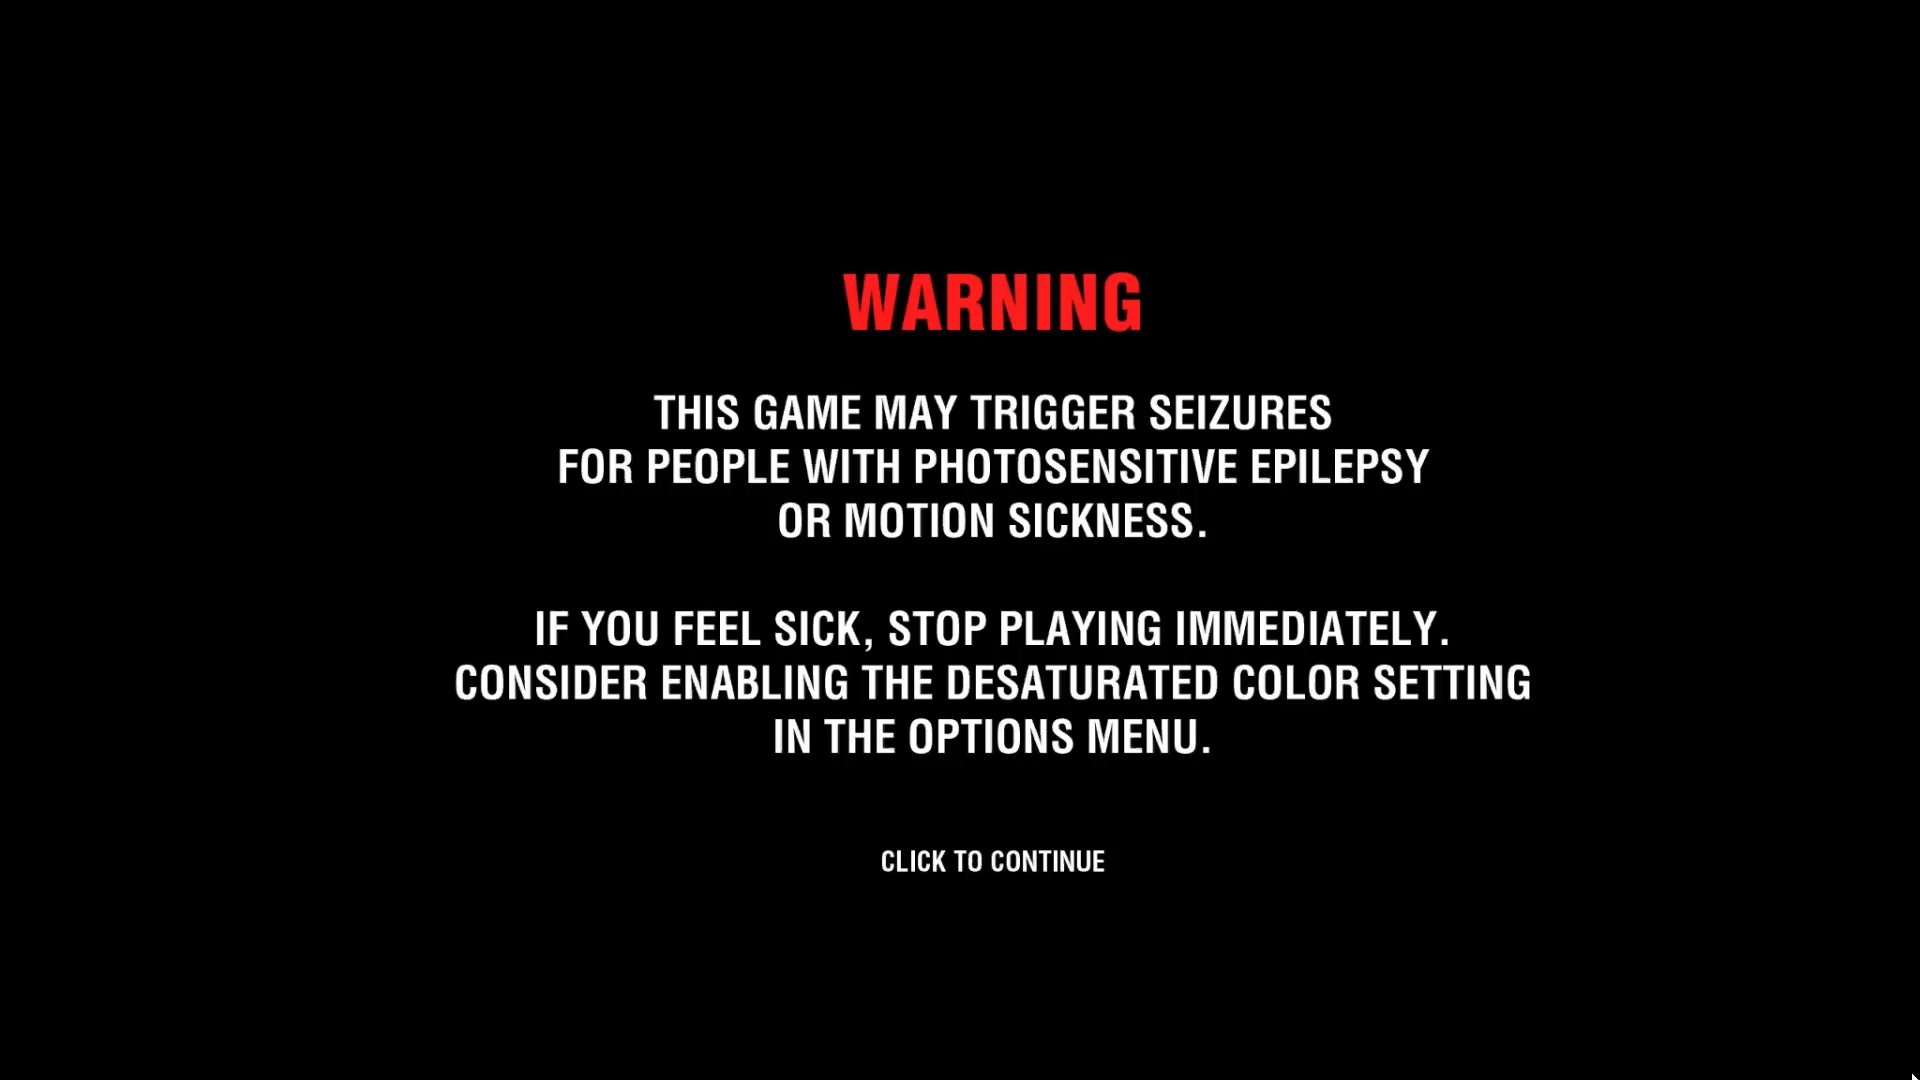 WARNING
THIS GAME MAY TRIGGER SEIZURES
FOR PEOPLE WITH PHOTOSENSITIVE EPILEPSY
OR MOTION SICKNESS.
IF YOU FEEL SICK, STOP PLAYING IMMEDIATELY.
CONSIDER ENABLING THE DESATURATED COLOR SETTING
IN THE OPTIONS MENU.
CLICK TO CONTINUE